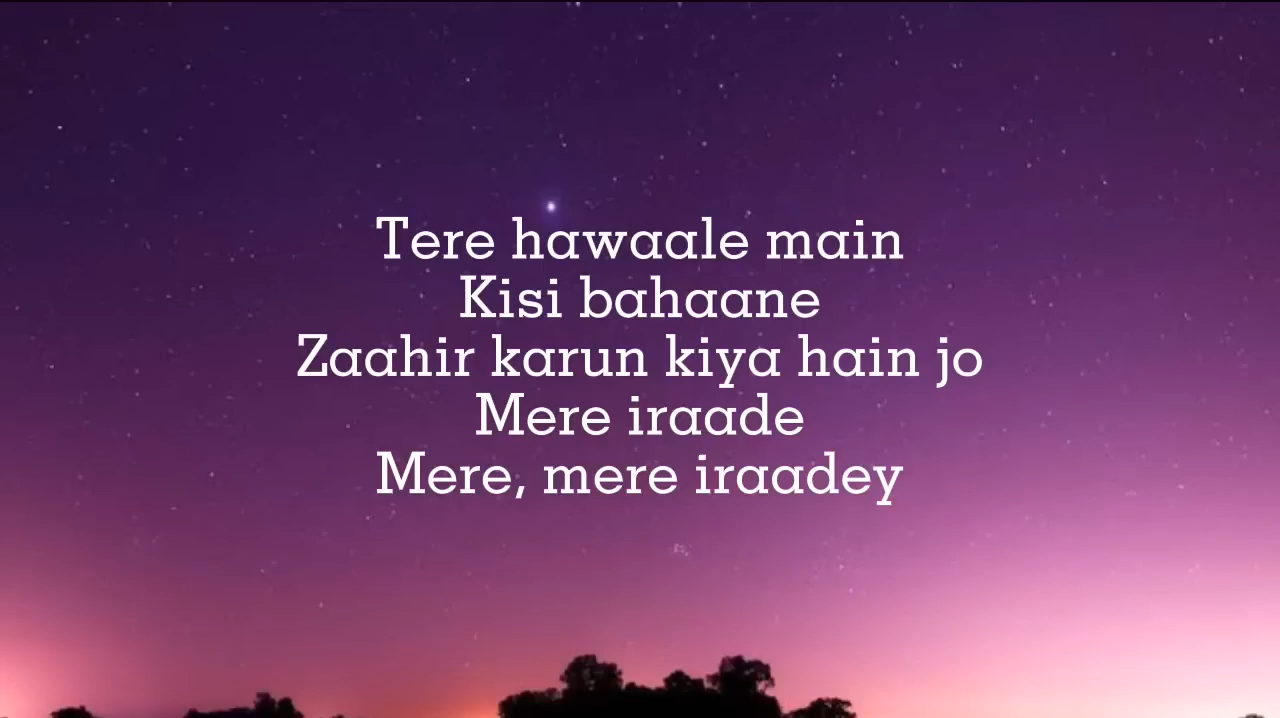 Tere hawaale main
Kisi bahaane
Zaahir karun kiya hain jo
Mere iraade
Mere, mere iraadey